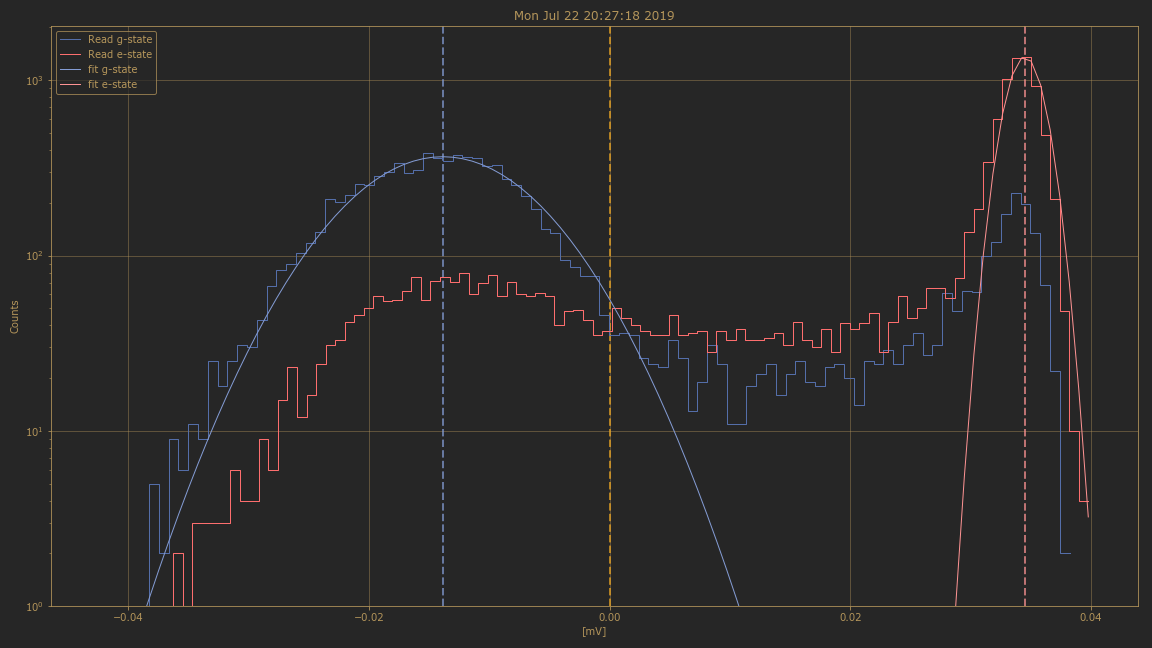 Mon Jul 22 20:27:18 2019
Read g-state
Read e-state
fit g-state
fit e-state
Counts
10³
10²
10¹
10⁰
−0.04 −0.02 0.00 0.02 0.04
[mV]